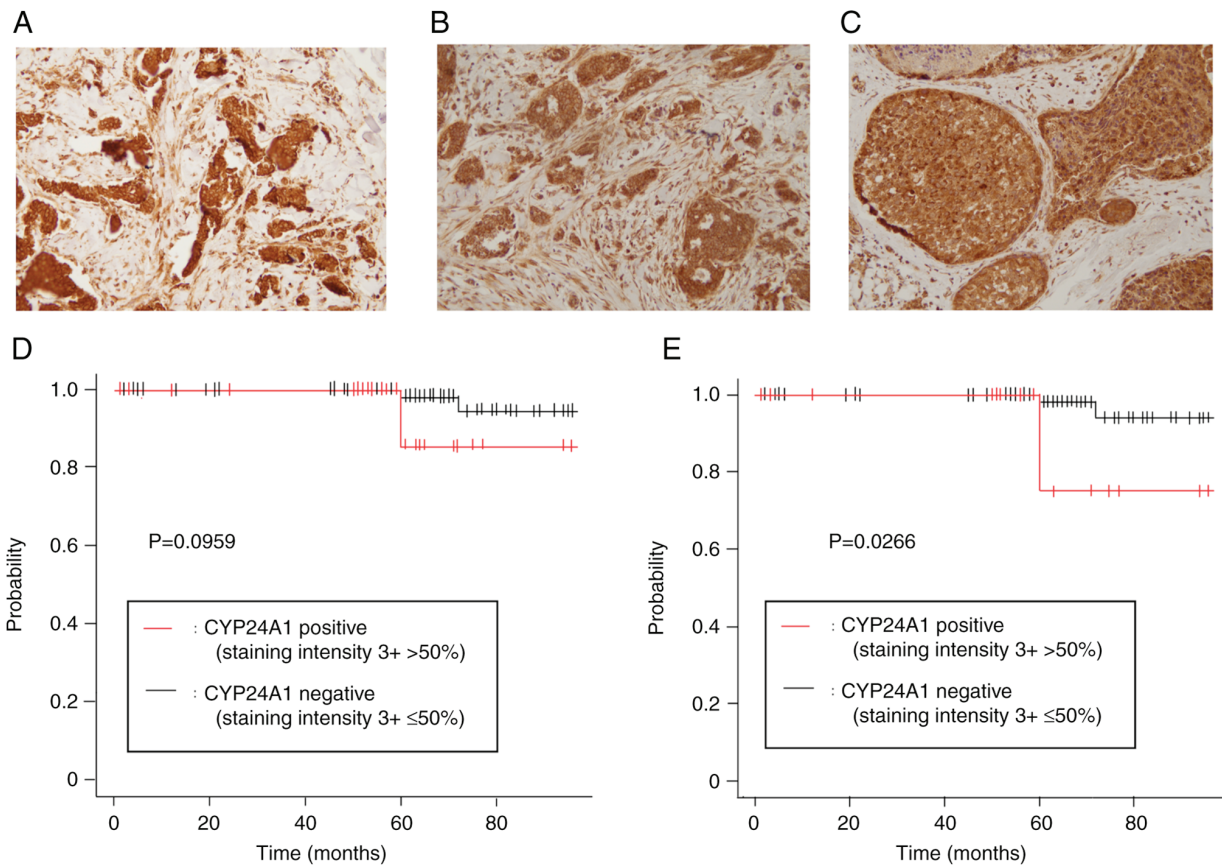 A
B
C
D
1.0
0.8
0.6
0.4
0.2
0
Probability
P=0.0959
: CYP24A1 positive
(staining intensity 3+ >50%)
: CYP24A1 negative
(staining intensity 3+ ≤50%)
0 20 40 60 80
Time (months)
E
1.0
0.8
0.6
0.4
0.2
0
Probability
P=0.0266
: CYP24A1 positive
(staining intensity 3+ >50%)
: CYP24A1 negative
(staining intensity 3+ ≤50%)
0 20 40 60 80
Time (months)